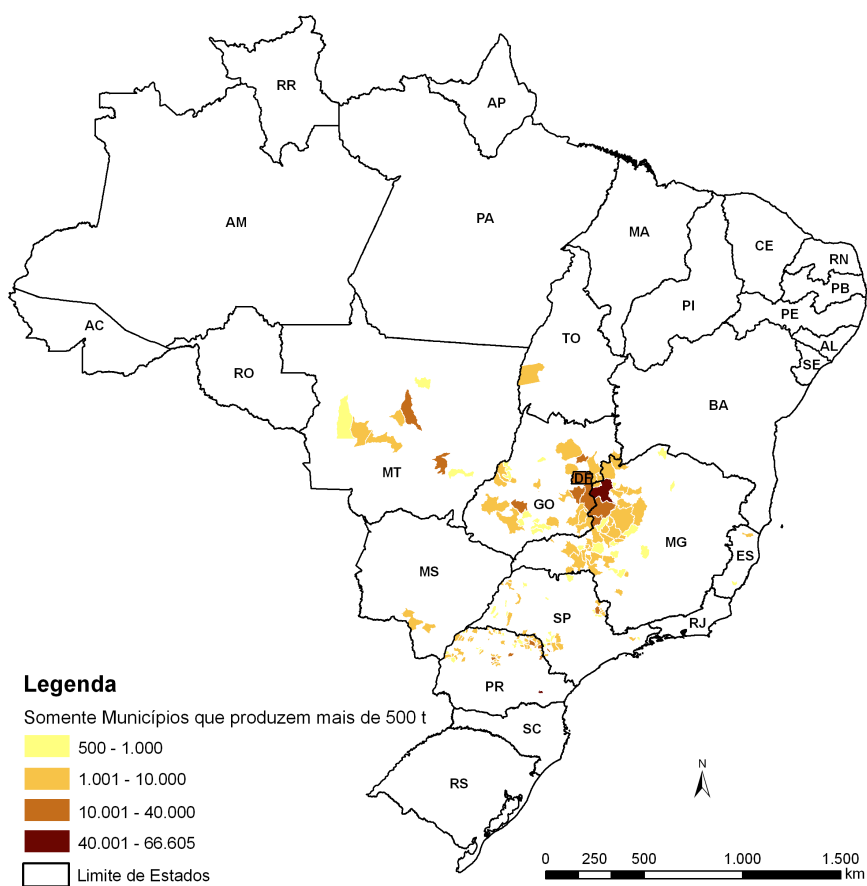 RR
AP
AM
PA
MA
CE
RN
PB
PE
PI
AL
SE
AC
TO
RO
BA
MT
DF
GO
MG
ES
MS
SP
RJ
PR
SC
RS
Legenda
Somente Municípios que produzem mais de 500 t
500 - 1.000
1.001 - 10.000
10.001 - 40.000
40.001 - 66.605
Limite de Estados
N
0 250 500 1.000 1.500
km